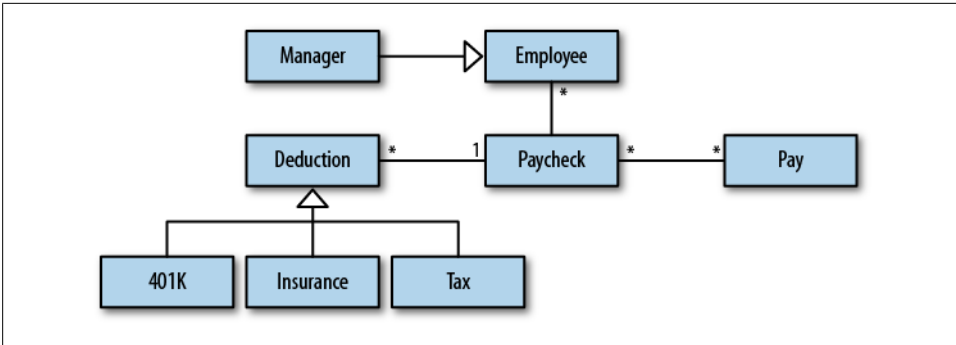 Manager
Employee
*
Deduction
*
1
Paycheck
*
*
Pay
401K
Insurance
Tax